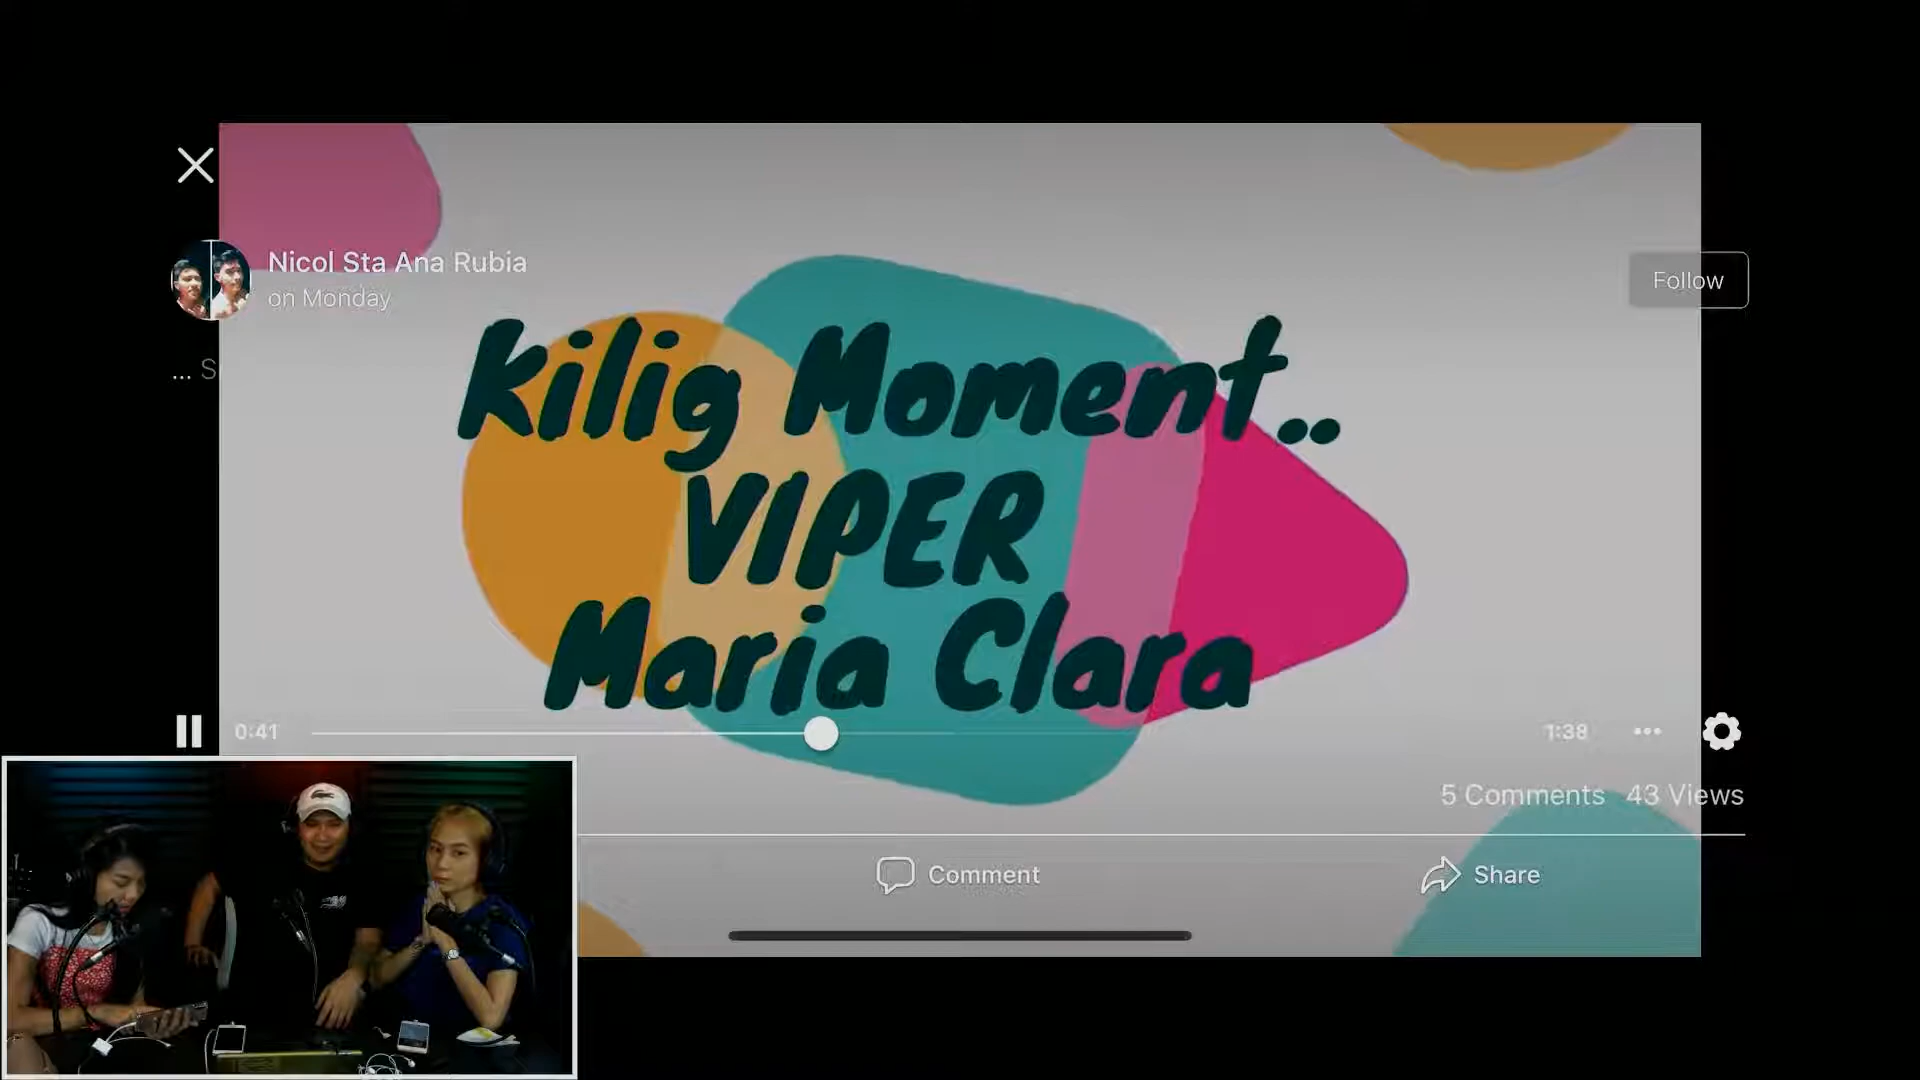 Nicol Sta Ana Rubia
on Monday
Follow
... S
Kilig Moment..
VIPER
Maria Clara
0:41
1:38
5 Comments 43 Views
Comment
Share